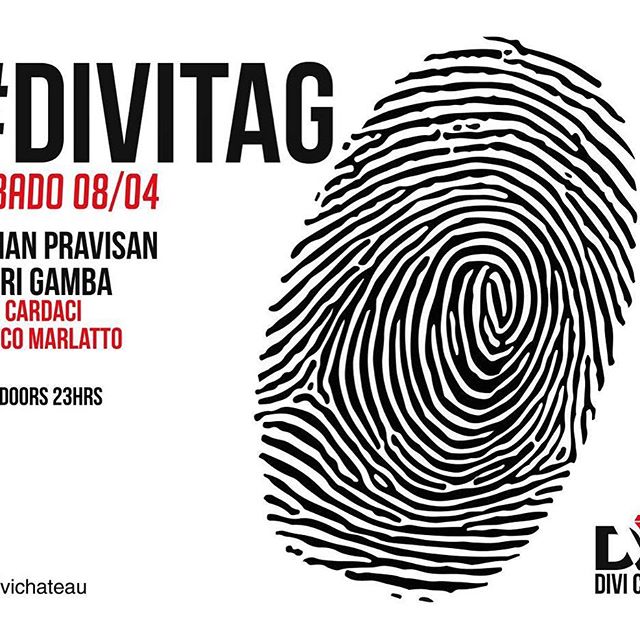 #DIVITAG
BADO 08/04
IAN PRAVISAN
RI GAMBA
CARDACI
CO MARLATTO
DOORS 23HRS
DIVI C
vichateau